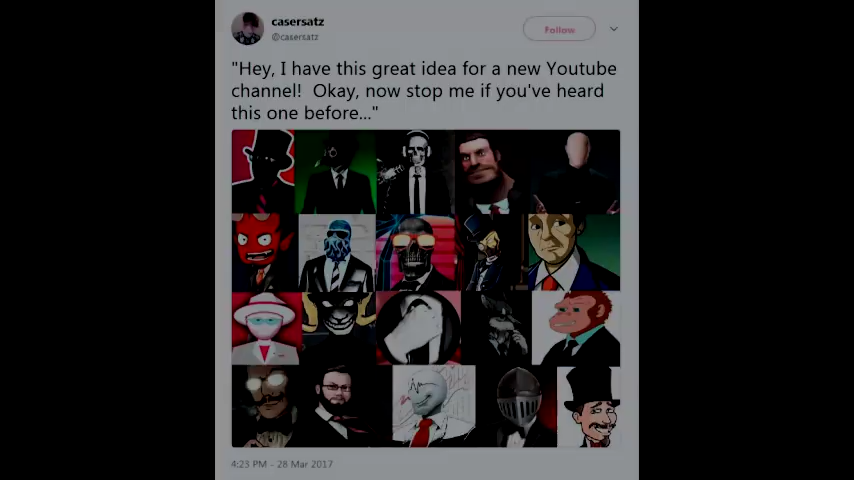 casersatz
@casersatz
Follow
"Hey, I have this great idea for a new Youtube
channel!  Okay, now stop me if you've heard
this one before..."
4:23 PM - 28 Mar 2017